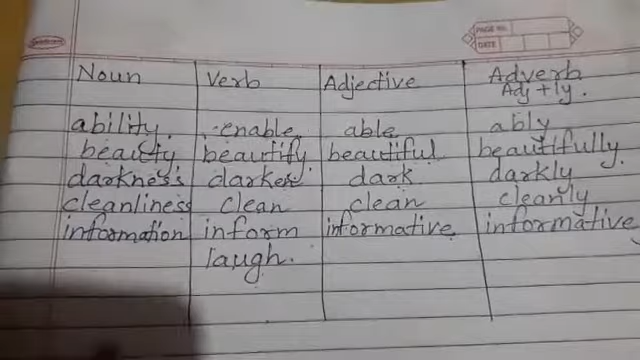 PAGE NO.
DATE
Noun Verb Adjective Adverb
Adj + ly.
ability. enable able ably
beauty beautify beautiful beautifully.
darkness darken dark darkly
cleanliness clean clean cleanly
information inform informative informative
laugh.